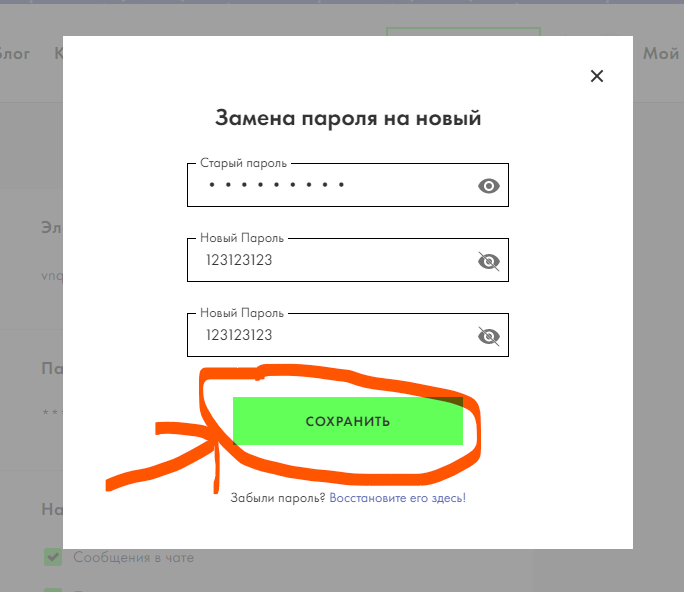 Мой
Замена пароля на новый
Старый пароль
Новый Пароль
123123123
Новый Пароль
123123123
СОХРАНИТЬ
Забыли пароль? Восстановите его здесь!
Сообщения в чате